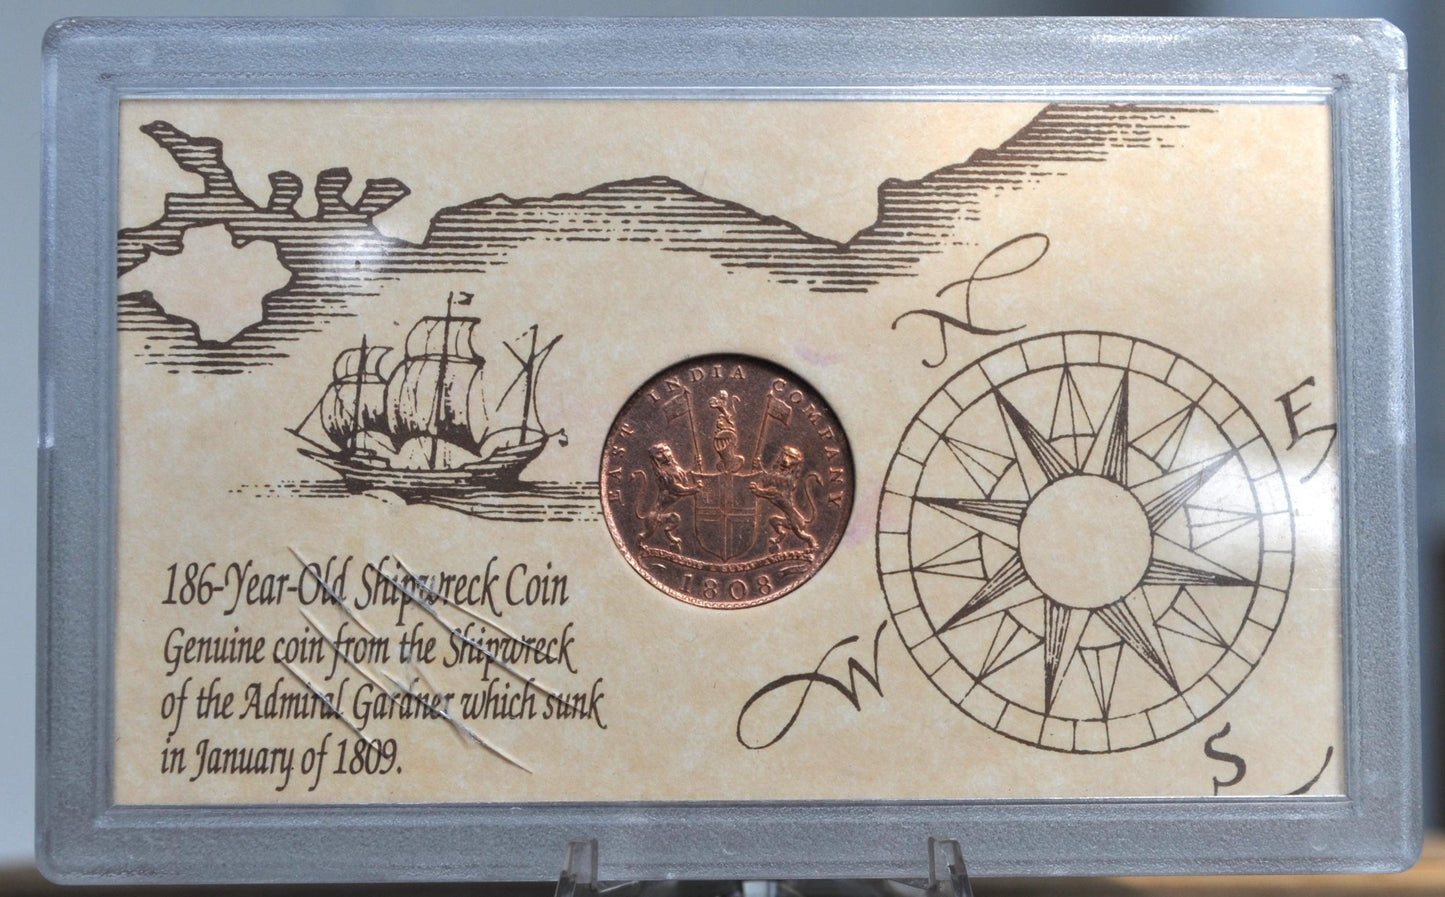 N
E
EAST INDIA COMPANY
1808
186-Year-Old Shipwreck Coin
Genuine coin from the Shipwreck
of the Admiral Gardner which sunk
in January of 1809.
W
S